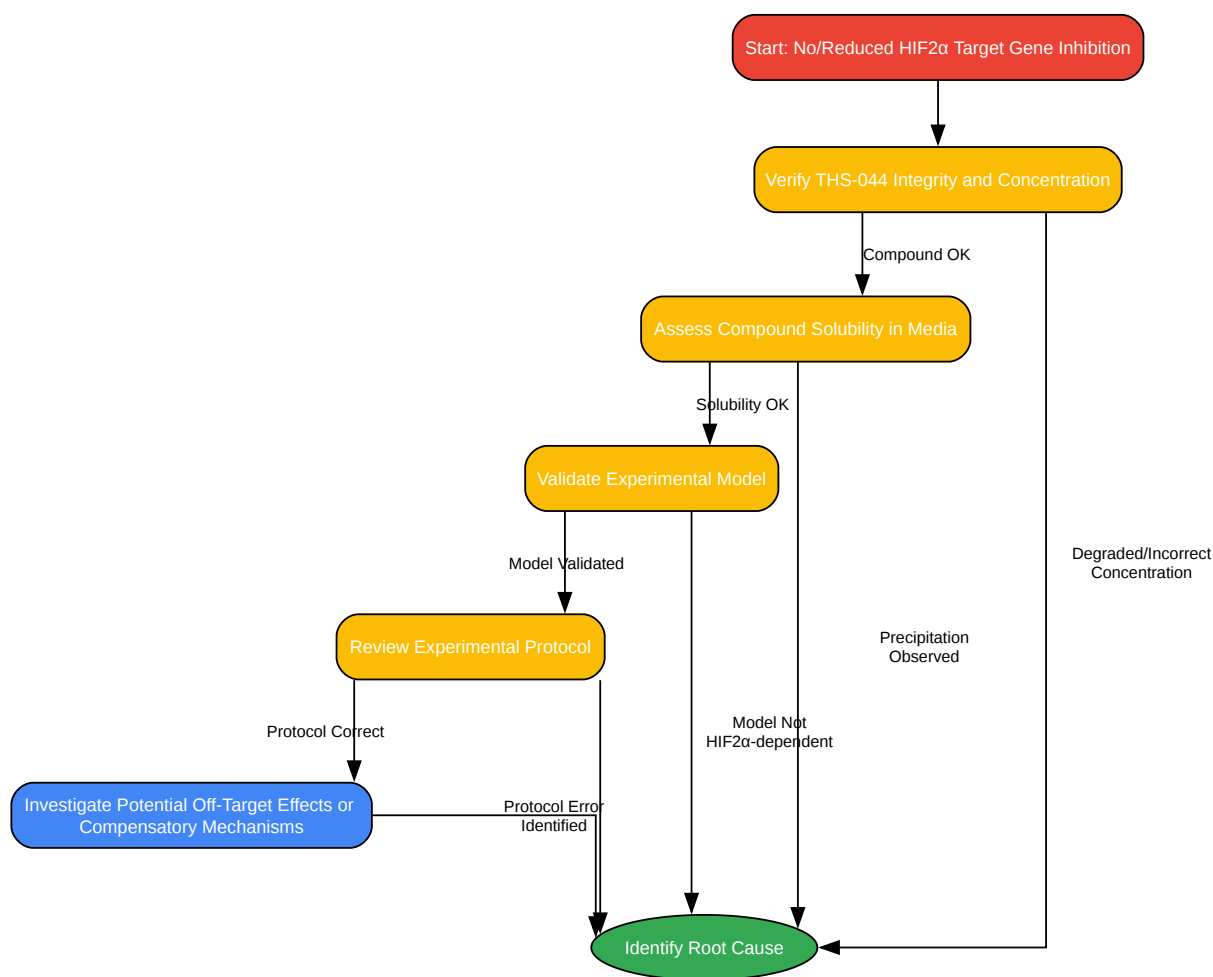 Start: No/Reduced HIF2α Target Gene Inhibition
Verify THS-044 Integrity and Concentration
Compound OK
Assess Compound Solubility in Media
Solubility OK
Validate Experimental Model
Model Validated
Degraded/Incorrect
Concentration
Review Experimental Protocol
Precipitation
Observed
Protocol Correct
Model Not
HIF2α-dependent
Investigate Potential Off-Target Effects or
Compensatory Mechanisms
Protocol Error
Identified
Identify Root Cause